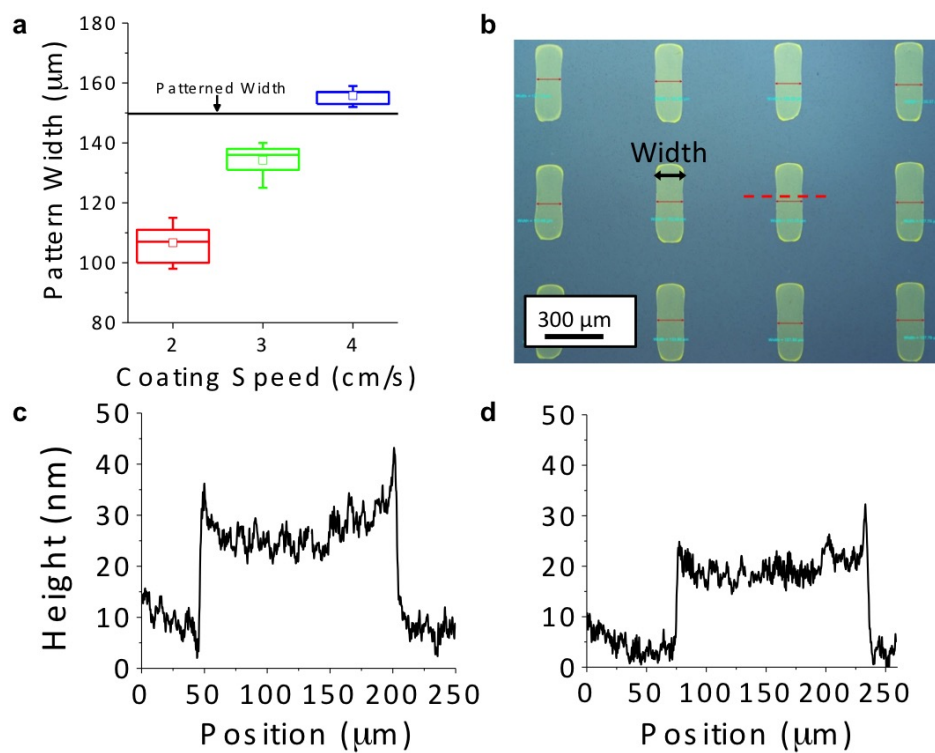 a
180
160
140
120
100
80
Pattern Width (μm)
Patterned Width
2 3 4
Coating Speed (cm/s)
b
Width
300 μm
c
50
40
30
20
10
0
Height (nm)
0 50 100 150 200 250
Position (μm)
d
50
40
30
20
10
0
0 50 100 150 200 250
Position (μm)